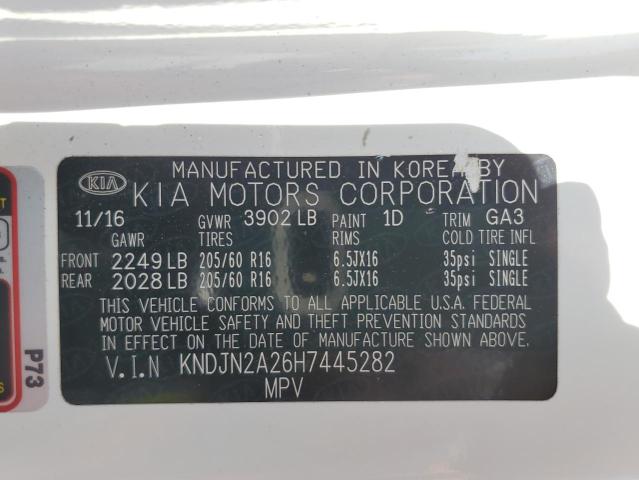 MANUFACTURED IN KOREA BY
KIA KIA MOTORS CORPORATION
11/16 GVWR 3902 LB PAINT 1D TRIM GA3
GAWR TIRES RIMS COLD TIRE INFL
FRONT 2249 LB 205/60 R16 6.5JX16 35psi SINGLE
REAR 2028 LB 205/60 R16 6.5JX16 35psi SINGLE
THIS VEHICLE CONFORMS TO ALL APPLICABLE U.S.A. FEDERAL
MOTOR VEHICLE SAFETY AND THEFT PREVENTION STANDARDS
IN EFFECT ON THE DATE OF MANUFACTURE SHOWN ABOVE.
V.I.N KNDJN2A26H7445282
MPV
P73